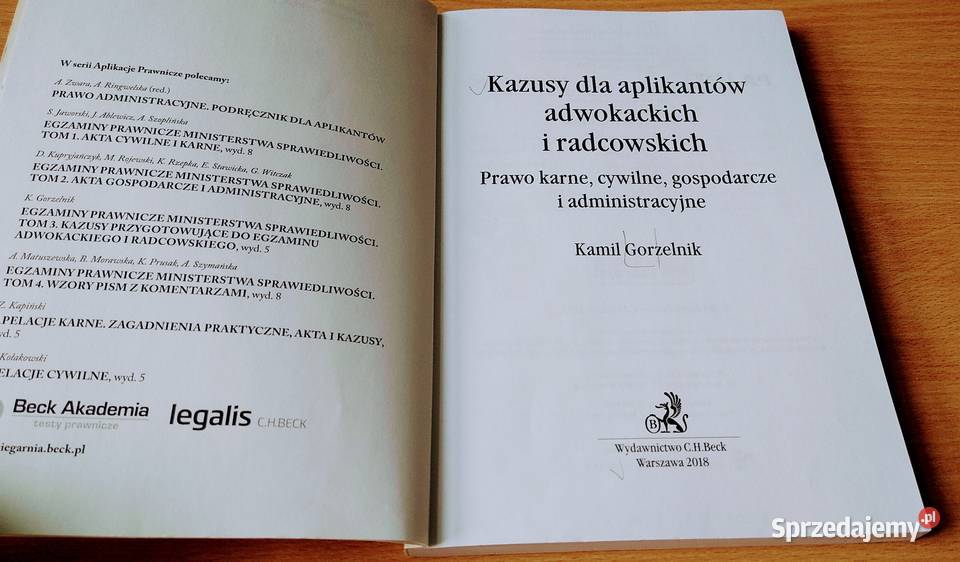 W serii Aplikacje Prawnicze polecamy:
A. Zwara, A. Ringwelska (red.)
PRAWO ADMINISTRACYJNE. PODRĘCZNIK DLA APLIKANTÓW
S. Jaworski, J. Ablewicz, A. Szoplińska
EGZAMINY PRAWNICZE MINISTERSTWA SPRAWIEDLIWOŚCI.
TOM 1. AKTA CYWILNE I KARNE, wyd. 8
D. Kupryjańczyk, M. Rojewski, K. Rzepka, E. Stawicka, G. Witczak
EGZAMINY PRAWNICZE MINISTERSTWA SPRAWIEDLIWOŚCI.
TOM 2. AKTA GOSPODARCZE I ADMINISTRACYJNE, wyd. 8
K. Gorzelnik
EGZAMINY PRAWNICZE MINISTERSTWA SPRAWIEDLIWOŚCI.
TOM 3. KAZUSY PRZYGOTOWUJĄCE DO EGZAMINU
ADWOKACKIEGO I RADCOWSKIEGO, wyd. 5
A. Matuszewska, B. Morawska, K. Prusak, A. Szymańska
EGZAMINY PRAWNICZE MINISTERSTWA SPRAWIEDLIWOŚCI.
TOM 4. WZORY PISM Z KOMENTARZAMI, wyd. 8
Z. Kapiński
APELACJE KARNE. ZAGADNIENIA PRAKTYCZNE, AKTA I KAZUSY,
yd. 5
Kołakowski
ELACJE CYWILNE, wyd. 5
Beck Akademia
testy prawnicze
legalis C.H.BECK
iegarnia.beck.pl
Kazusy dla aplikantów
adwokackich
i radcowskich
Prawo karne, cywilne, gospodarcze
i administracyjne
Kamil Gorzelnik
B
Wydawnictwo C.H.Beck
Warszawa 2018
Sprzedajemy.pl